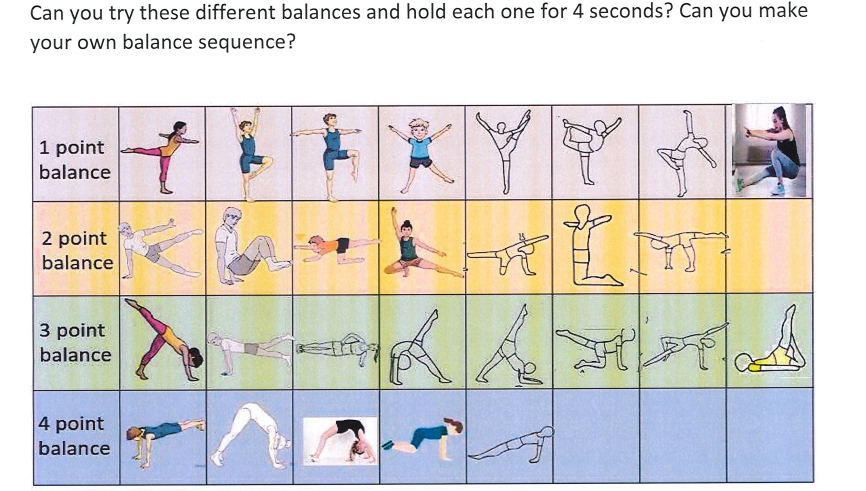 Can you try these different balances and hold each one for 4 seconds? Can you make
your own balance sequence?
1 point
balance
2 point
balance
3 point
balance
4 point
balance